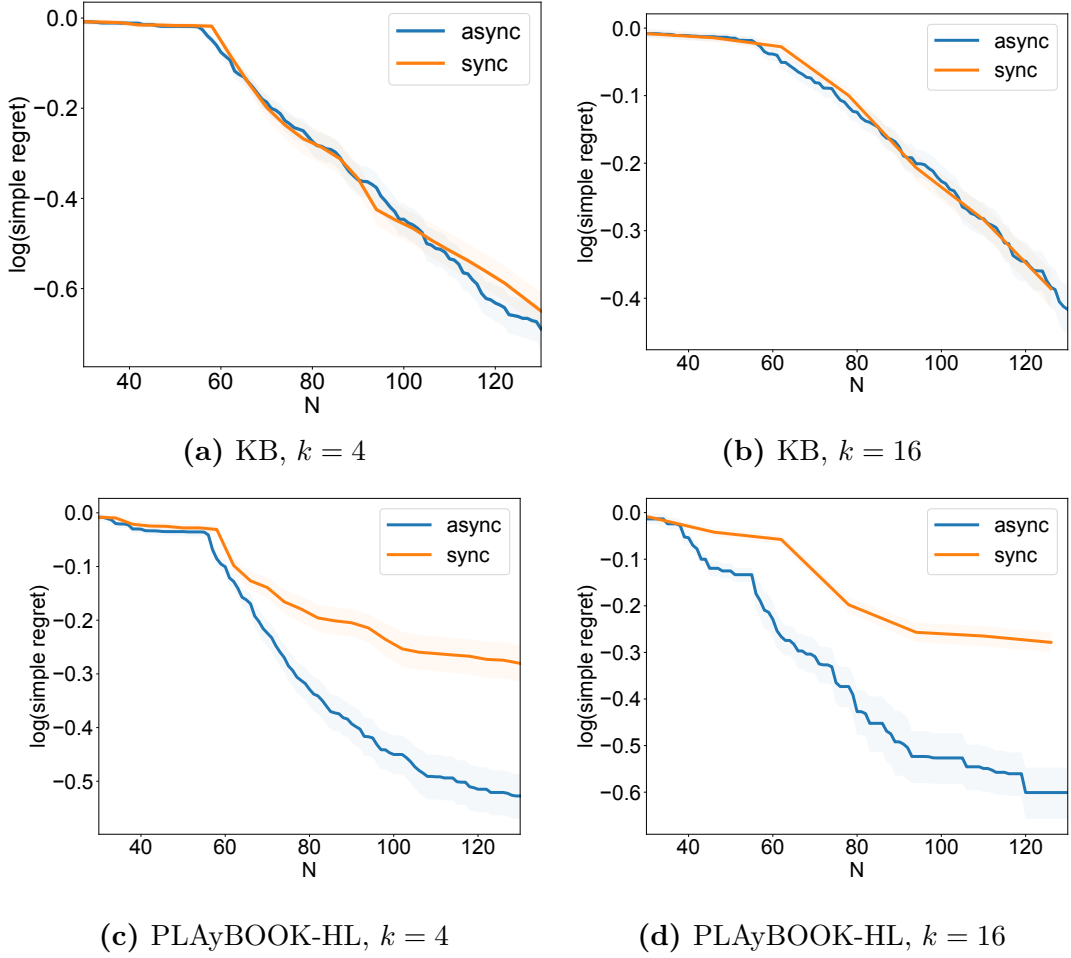 0.0
−0.2
−0.4
−0.6
log(simple regret)
async
sync
40 60 80 100 120
N
(a) KB, k = 4
0.0
−0.1
−0.2
−0.3
−0.4
log(simple regret)
async
sync
40 60 80 100 120
N
(b) KB, k = 16
0.0
−0.1
−0.2
−0.3
−0.4
−0.5
log(simple regret)
async
sync
40 60 80 100 120
N
(c) PLAyBOOK-HL, k = 4
0.0
−0.1
−0.2
−0.3
−0.4
−0.5
−0.6
log(simple regret)
async
sync
40 60 80 100 120
N
(d) PLAyBOOK-HL, k = 16